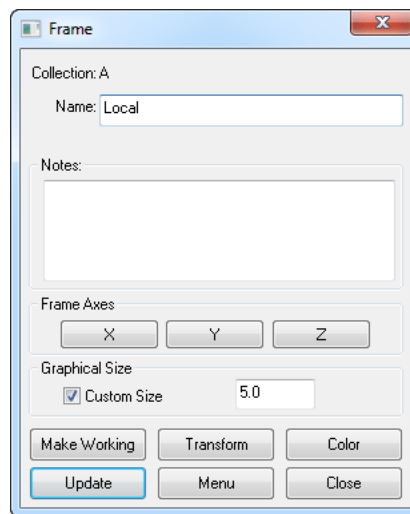 Frame
Collection: A
Name: Local
Notes:
Frame Axes
X Y Z
Graphical Size
Custom Size 5.0
Make Working Transform Color
Update Menu Close